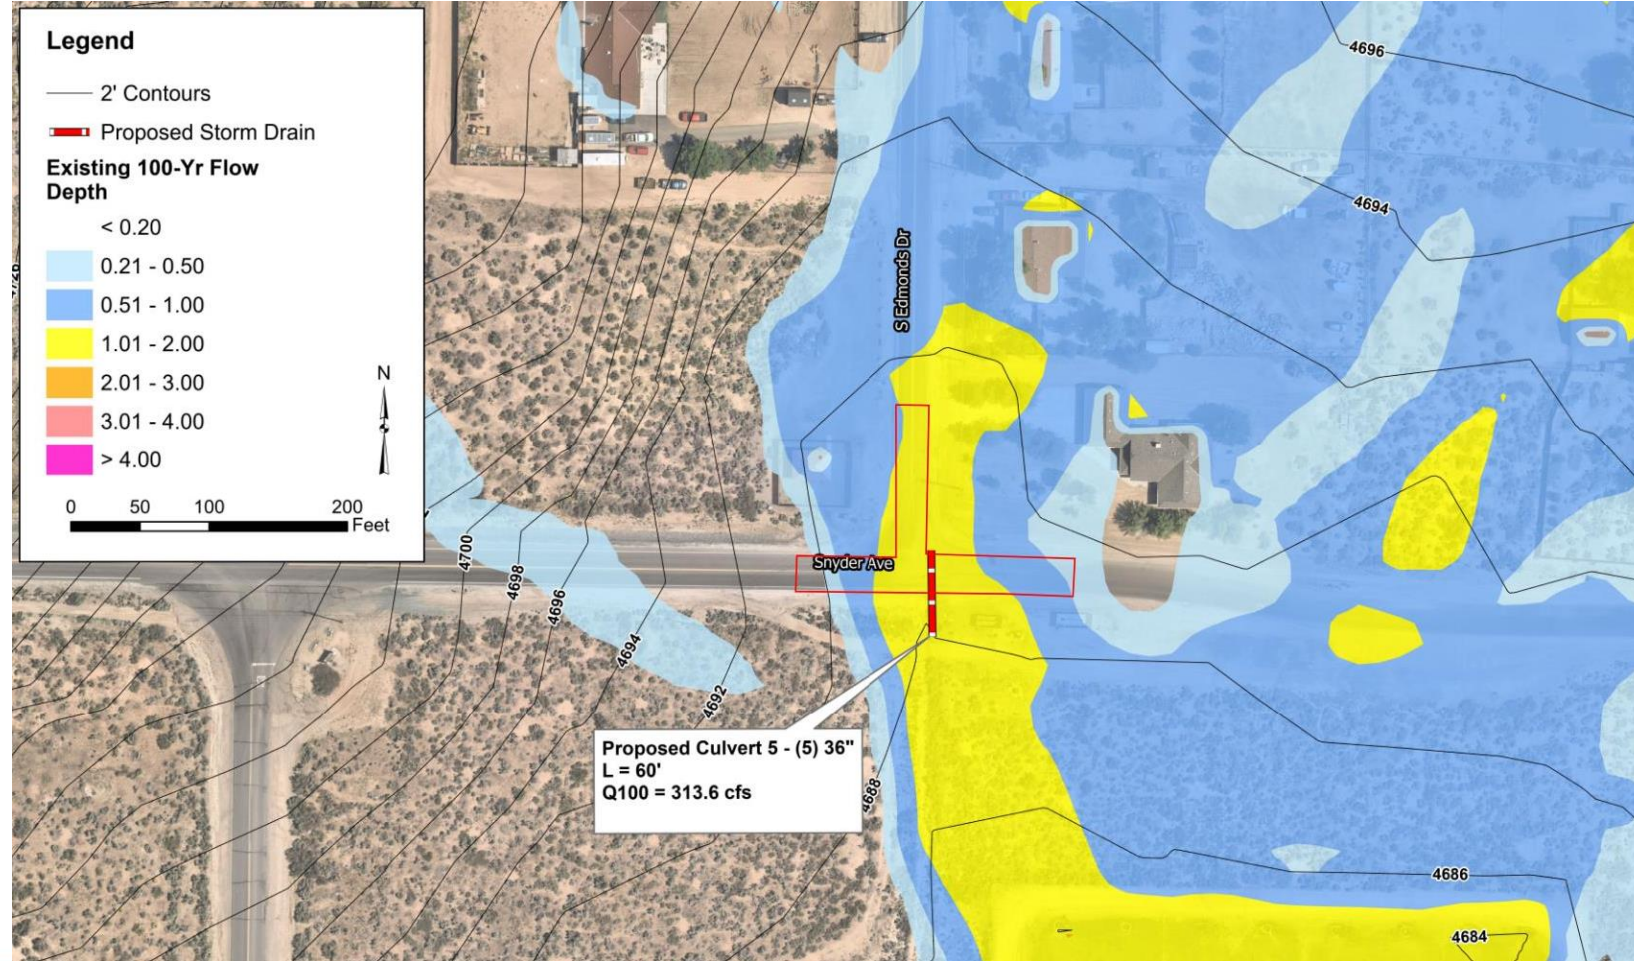 Legend
2' Contours
Proposed Storm Drain
Existing 100-Yr Flow
Depth
< 0.20
0.21 - 0.50
0.51 - 1.00
1.01 - 2.00
2.01 - 3.00
3.01 - 4.00
> 4.00
N
0 50 100 200
Feet
4696
4694
S Edmonds Dr
Snyder Ave
4700
4698
4696
4694
4692
Proposed Culvert 5 - (5) 36"
L = 60'
Q100 = 313.6 cfs
4688
4686
4684